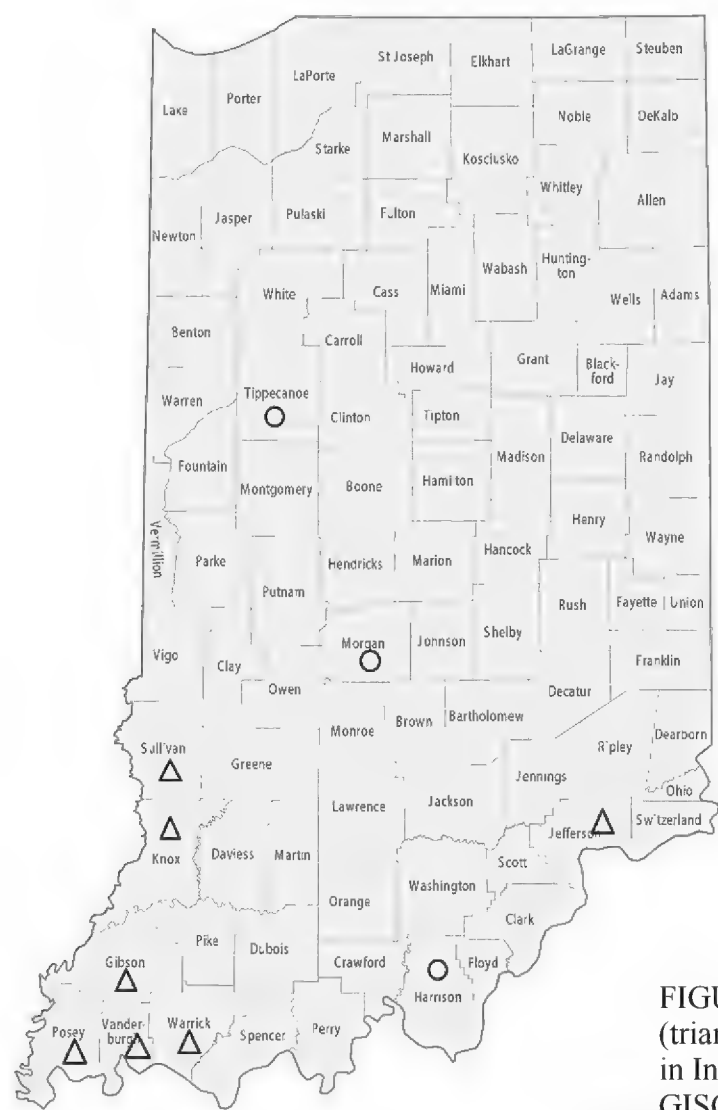 St Joseph
Elkhart
LaGrange
Steuben
LaPorte
Porter
Lake
Noble
DeKalb
Marshall
Starke
Kosciusko
Whitley
Allen
Jasper
Pulaski
Fulton
Newton
Wabash
Hunting-
ton
White
Cass
Miami
Wells
Adams
Benton
Carroll
Howard
Grant
Black-
ford
Jay
Warren
Tippecanoe
Clinton
Tipton
Delaware
Madison
Randolph
Fountain
Montgomery
Boone
Hamilton
Henry
Vermillion
Parke
Hendricks
Marion
Hancock
Wayne
Putnam
Rush
Fayette
Union
Morgan
Johnson
Shelby
Vigo
Clay
Franklin
Owen
Decatur
Monroe
Brown
Bartholomew
Dearborn
Sullivan
Greene
Ripley
Jennings
Ohio
Lawrence
Jackson
Jefferson
Switzerland
Knox
Daviess
Martin
Scott
Washington
Orange
Clark
Pike
Dubois
Gibson
Crawford
Floyd
Harrison
Posey
Vander-
burgh
Warrick
Spencer
Perry
FIGU
(trian
in In
GISC